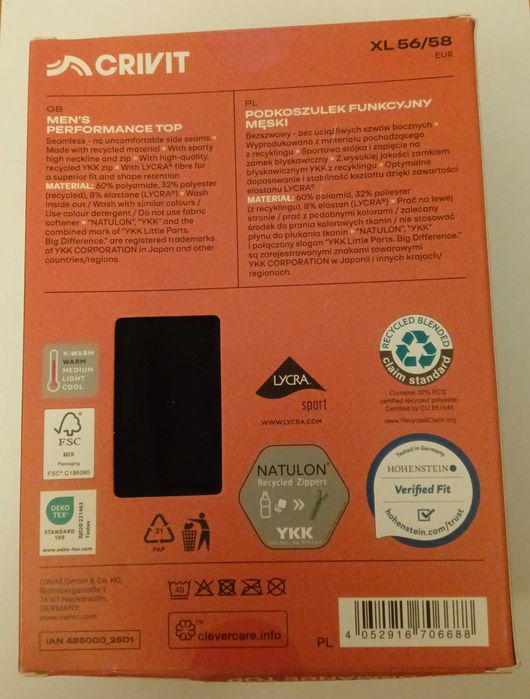 CRIVIT
XL 56/58
EUR
GB
MEN'S
PERFORMANCE TOP
Seamless - no uncomfortable side seams »
Made with recycled material » With sporty
high neckline and zip » With high-quality,
recycled YKK zip » With LYCRA® fibre for
a superior fit and shape retention
MATERIAL: 60% polyamide, 32% polyester
(recycled), 8% elastane (LYCRA®) » Wash
inside out / Wash with similar colours /
Use colour detergent / Do not use fabric
softener » "NATULON", "YKK" and the
combined mark of "YKK Little Parts.
Big Difference." are registered trademarks
of YKK CORPORATION in Japan and other
countries/regions.
PL
PODKOSZULEK FUNKCYJNY
MĘSKI
Bezszwowy - bez uciążliwych szwów bocznych »
Wyprodukowano z materiału pochodzącego
z recyklingu » Sportowa stójka i zapięcie na
zamek błyskawiczny » Z wysokiej jakości zamkiem
błyskawicznym YKK z recyklingu » Optymalne
dopasowanie i stabilność kształtu dzięki zawartości
elastanu LYCRA®
MATERIAŁ: 60% poliamid, 32% poliester
(z recyklingu), 8% elastan (LYCRA®) » Prać na lewej
stronie / prać z podobnymi kolorami / zalecany
środek do prania kolorowych tkanin / nie stosować
płynu do płukania tkanin » "NATULON", "YKK"
i połączony slogan "YKK Little Parts. Big Difference."
są zarejestrowanymi znakami towarowymi
YKK CORPORATION w Japonii i innych krajach/
regionach.
X-WARM
WARM
MEDIUM
LIGHT
COOL
FSC
MIX
Packaging
FSC® C196060
OEKO
TEX®
STANDARD
100
BJ020 221463
Testex
www.oeko-tex.com
LYCRA
sport
WWW.LYCRA.COM
NATULON®
Recycled Zippers
YKK
RECYCLED BLENDED
claim standard
Contains 32% RCS
certified recycled polyester
Certified by CU 881645
www.RecycledClaim.org
Tested in Germany
HOHENSTEIN
Verified Fit
hohenstein.com/trust
21
PAP
OWIM GmbH & Co. KG,
Stiftsbergstraße 1
74167 Neckarsulm,
GERMANY,
www.owim.com
IAN 485000_2601
40
clevercare.info
PL
4 052916 706688